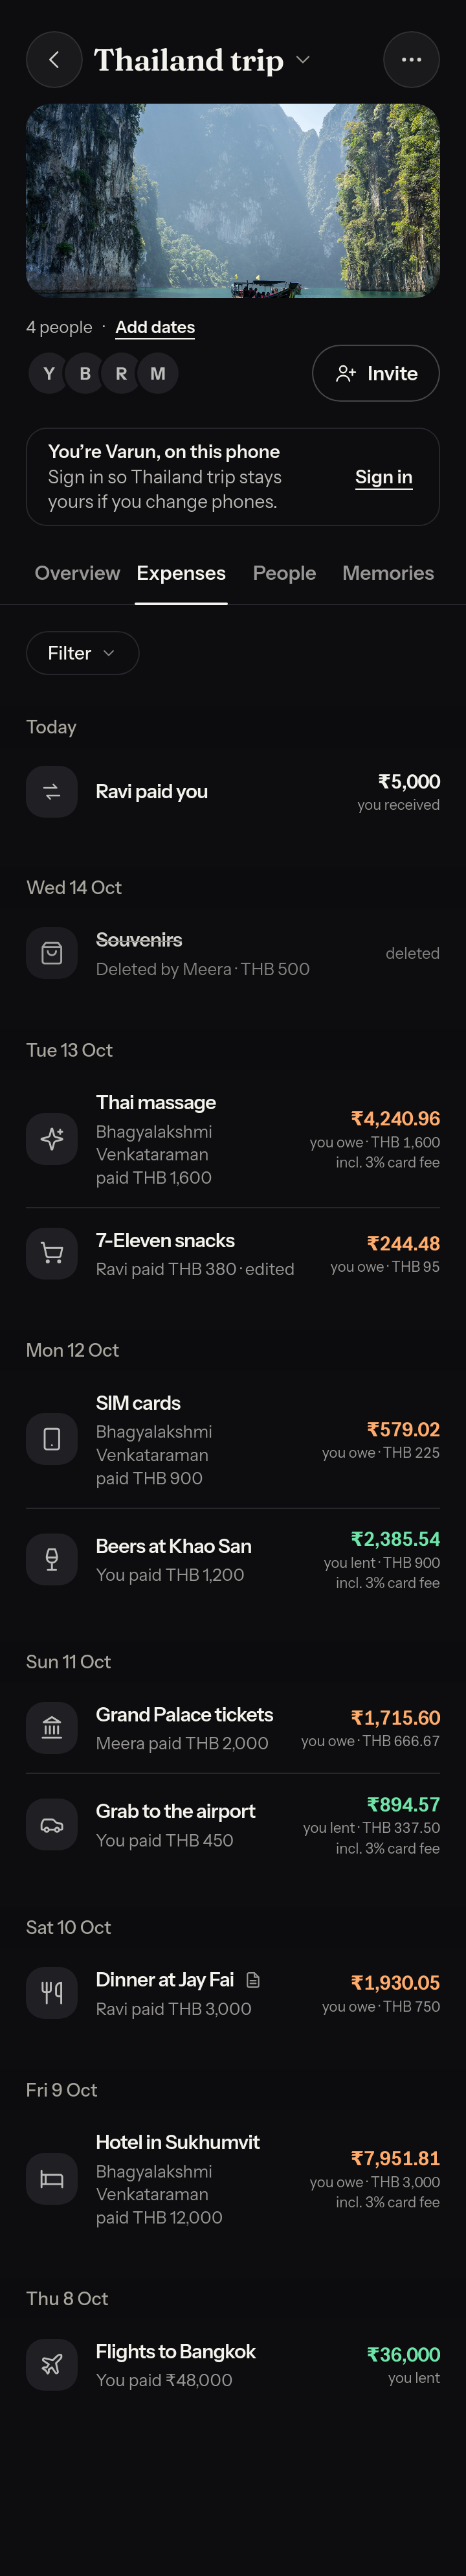 Thailand trip
4 people · Add dates
Y B R M
Invite
You’re Varun, on this phone
Sign in so Thailand trip stays
yours if you change phones.
Sign in
Overview Expenses People Memories
Filter
Today
Ravi paid you
₹5,000
you received
Wed 14 Oct
Souvenirs
Deleted by Meera · THB 500
deleted
Tue 13 Oct
Thai massage
Bhagyalakshmi
Venkataraman
paid THB 1,600
₹4,240.96
you owe · THB 1,600
incl. 3% card fee
7-Eleven snacks
Ravi paid THB 380 · edited
₹244.48
you owe · THB 95
Mon 12 Oct
SIM cards
Bhagyalakshmi
Venkataraman
paid THB 900
₹579.02
you owe · THB 225
Beers at Khao San
You paid THB 1,200
₹2,385.54
you lent · THB 900
incl. 3% card fee
Sun 11 Oct
Grand Palace tickets
Meera paid THB 2,000
₹1,715.60
you owe · THB 666.67
Grab to the airport
You paid THB 450
₹894.57
you lent · THB 337.50
incl. 3% card fee
Sat 10 Oct
Dinner at Jay Fai
Ravi paid THB 3,000
₹1,930.05
you owe · THB 750
Fri 9 Oct
Hotel in Sukhumvit
Bhagyalakshmi
Venkataraman
paid THB 12,000
₹7,951.81
you owe · THB 3,000
incl. 3% card fee
Thu 8 Oct
Flights to Bangkok
You paid ₹48,000
₹36,000
you lent